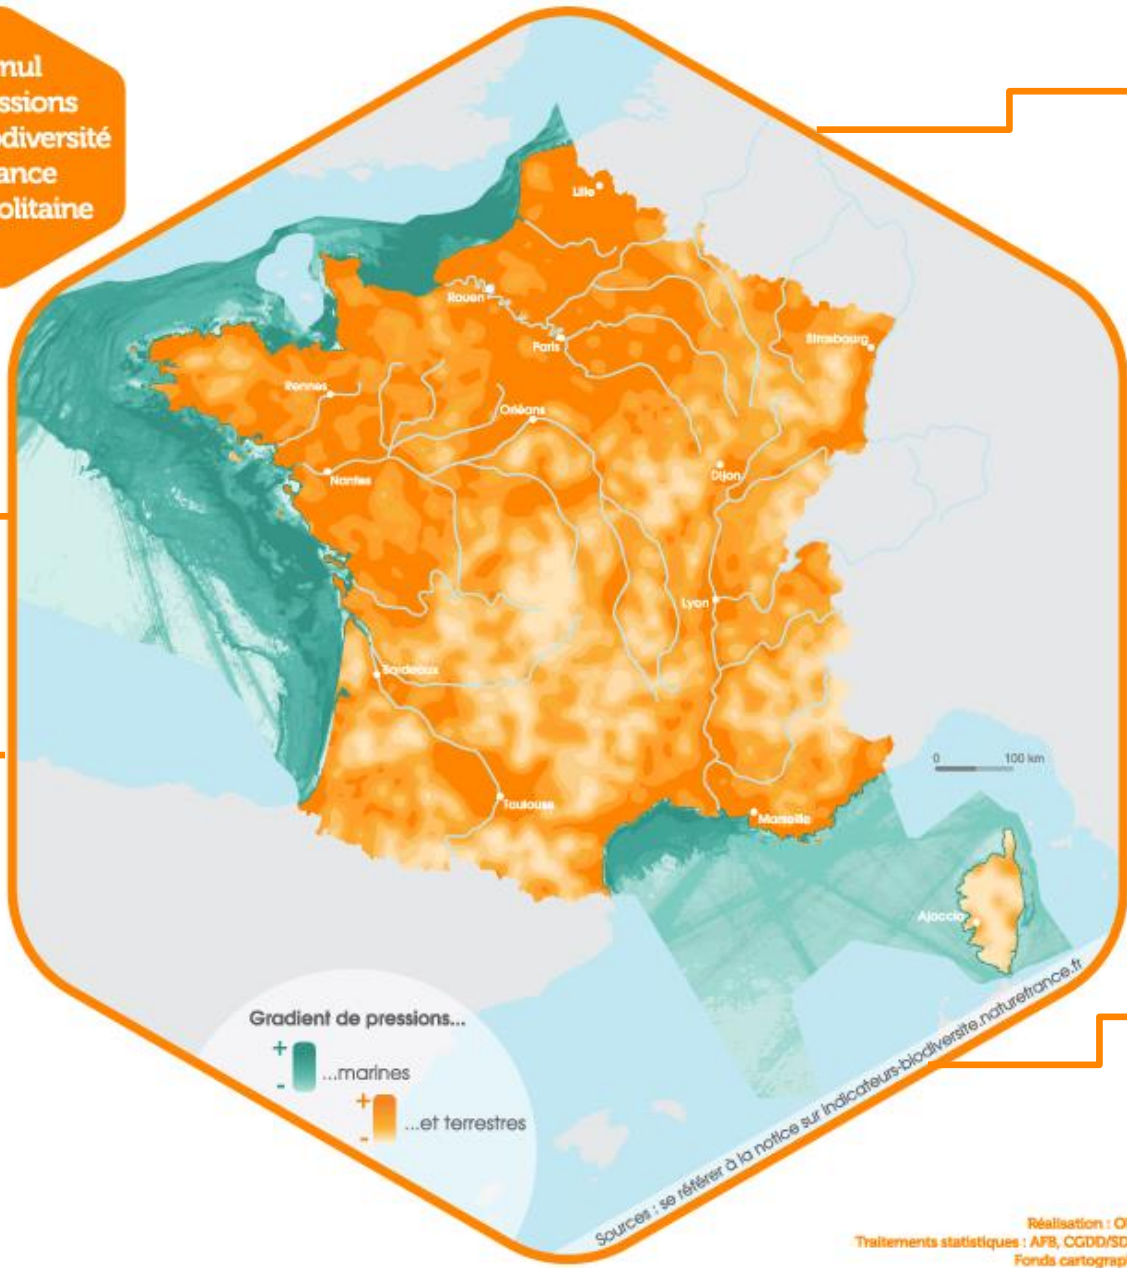 mul
ssions
diversité
ance
olitaine
Lille
Rouen
Paris
Strasbourg
Rennes
Orléans
Nantes
Dijon
Lyon
Bordeaux
0 100 km
Toulouse
Marseille
Ajaccio
Gradient de pressions...
+
-
...marines
+
-
...et terrestres
Sources : se référer à la notice sur indicateurs-biodiversite.naturefrance.fr
Réalisation : O
Traitements statistiques : AFB, CGDD/SD
Fonds cartograp